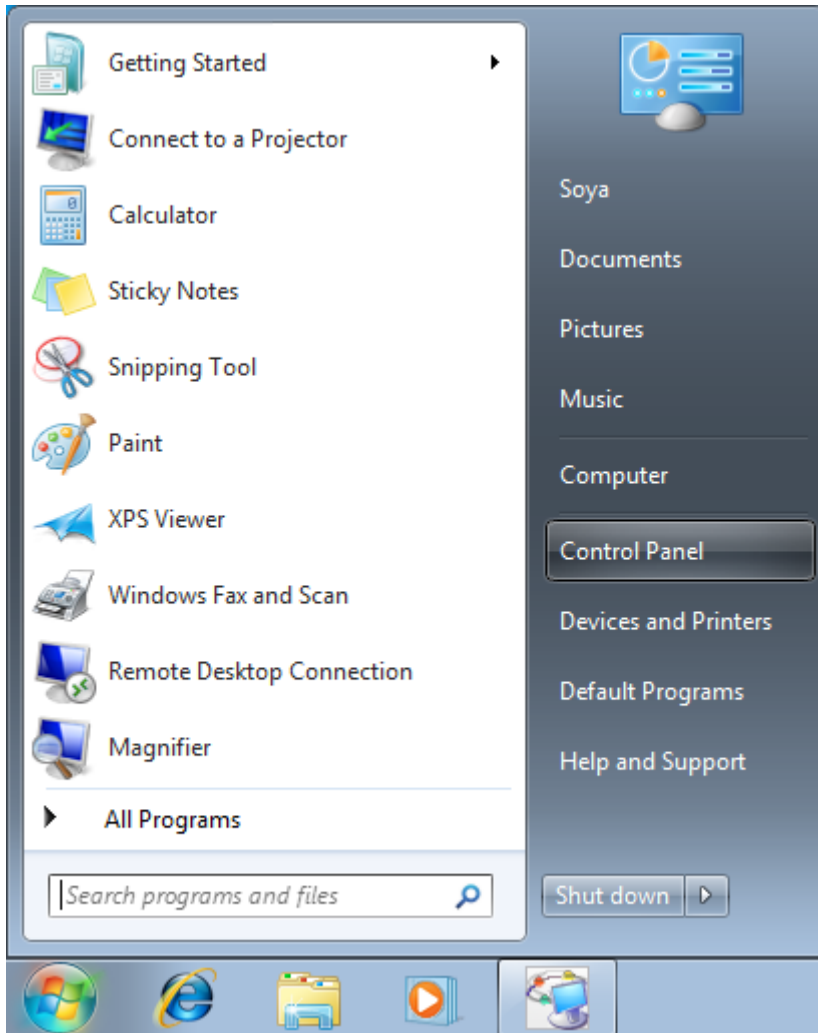 Getting Started
Connect to a Projector
Calculator
Sticky Notes
Snipping Tool
Paint
XPS Viewer
Windows Fax and Scan
Remote Desktop Connection
Magnifier
All Programs
Search programs and files
Soya
Documents
Pictures
Music
Computer
Control Panel
Devices and Printers
Default Programs
Help and Support
Shut down